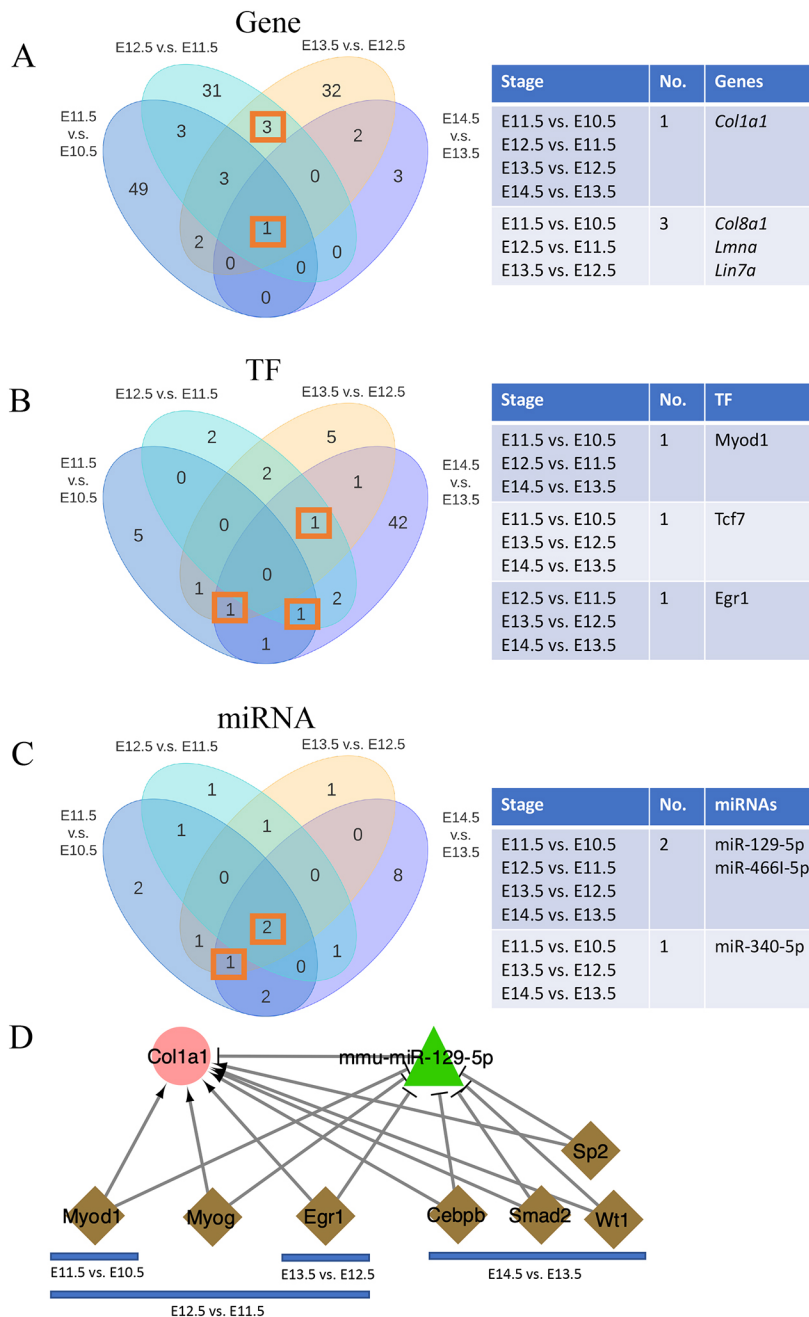 Gene
A
E12.5 v.s. E11.5
E13.5 v.s. E12.5
E11.5
v.s.
E10.5
E14.5
v.s.
E13.5
31
32
3
3
2
49
3
0
3
1
2
0
0
0
0
Stage No. Genes
E11.5 vs. E10.5 1 Col1a1
E12.5 vs. E11.5
E13.5 vs. E12.5
E14.5 vs. E13.5
E11.5 vs. E10.5 3 Col8a1
E12.5 vs. E11.5 Lmna
E13.5 vs. E12.5 Lin7a
TF
B
E12.5 v.s. E11.5
E13.5 v.s. E12.5
E11.5
v.s.
E10.5
E14.5
v.s.
E13.5
2
5
0
2
1
5
0
1
42
0
1
2
1
1
1
Stage No. TF
E11.5 vs. E10.5 1 Myod1
E12.5 vs. E11.5
E14.5 vs. E13.5
E11.5 vs. E10.5 1 Tcf7
E13.5 vs. E12.5
E14.5 vs. E13.5
E12.5 vs. E11.5 1 Egr1
E13.5 vs. E12.5
E14.5 vs. E13.5
miRNA
C
E12.5 v.s. E11.5
E13.5 v.s. E12.5
E11.5
v.s.
E10.5
E14.5
v.s.
E13.5
1
1
1
1
0
2
0
0
8
2
1
1
1
0
2
Stage No. miRNAs
E11.5 vs. E10.5 2 miR-129-5p
E12.5 vs. E11.5 miR-466I-5p
E13.5 vs. E12.5
E14.5 vs. E13.5
E11.5 vs. E10.5 1 miR-340-5p
E13.5 vs. E12.5
E14.5 vs. E13.5
D
Col1a1
mmu-miR-129-5p
Sp2
Myod1
Myog
Egr1
Cebpb
Smad2
Wt1
E11.5 vs. E10.5
E13.5 vs. E12.5
E14.5 vs. E13.5
E12.5 vs. E11.5